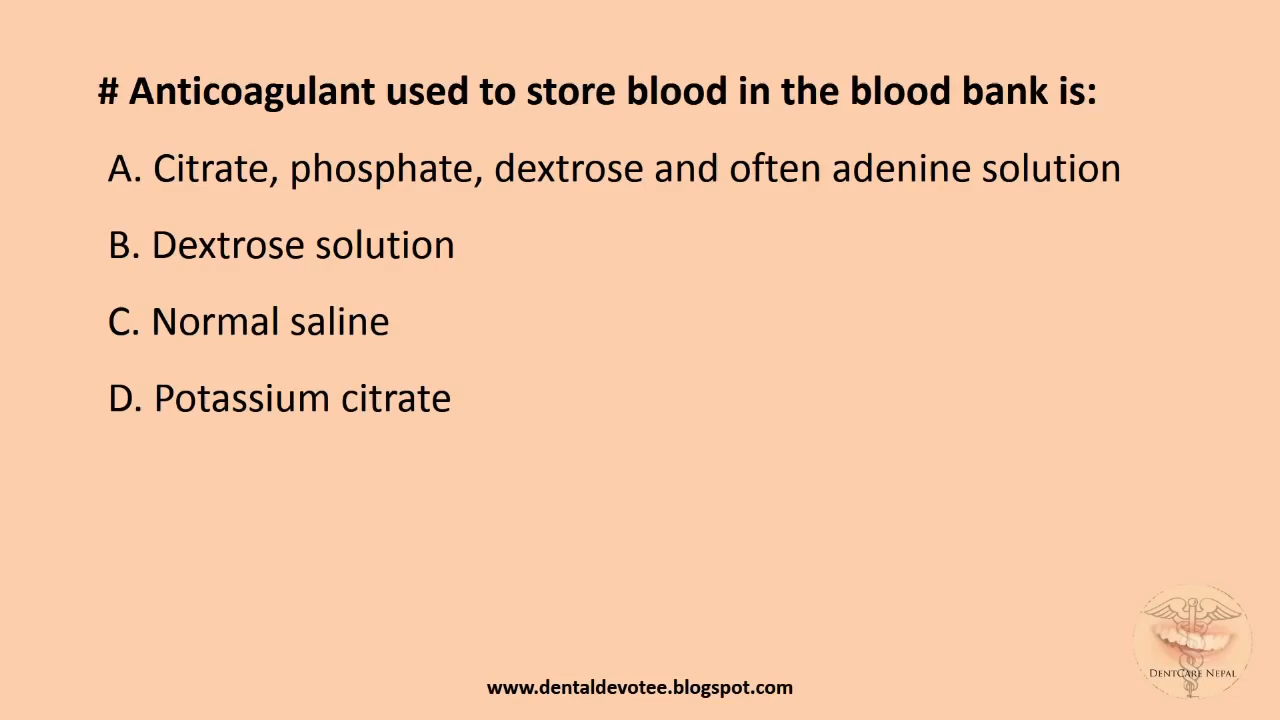 # Anticoagulant used to store blood in the blood bank is:
A. Citrate, phosphate, dextrose and often adenine solution
B. Dextrose solution
C. Normal saline
D. Potassium citrate
DENTCARE NEPAL
www.dentaldevotee.blogspot.com